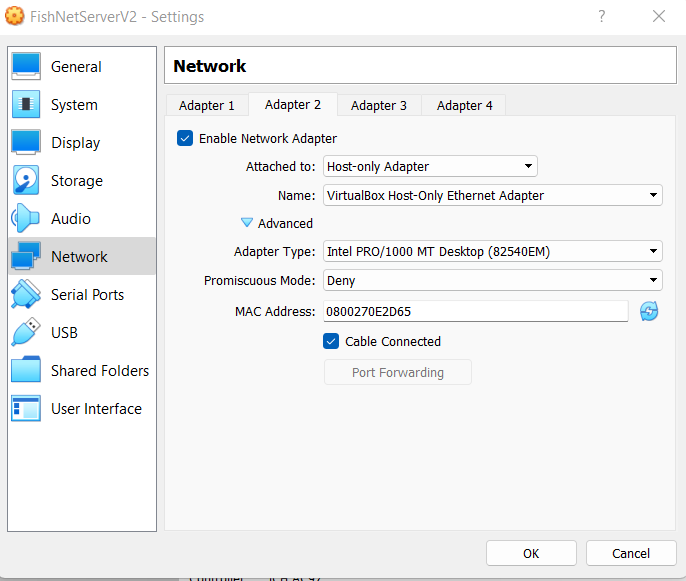 FishNetServerV2 - Settings
?
General
System
Display
Storage
Audio
Network
Serial Ports
USB
Shared Folders
User Interface
Network
Adapter 1
Adapter 2
Adapter 3
Adapter 4
Enable Network Adapter
Attached to: Host-only Adapter
Name: VirtualBox Host-Only Ethernet Adapter
Advanced
Adapter Type: Intel PRO/1000 MT Desktop (82540EM)
Promiscuous Mode: Deny
MAC Address: 0800270E2D65
Cable Connected
Port Forwarding
OK
Cancel